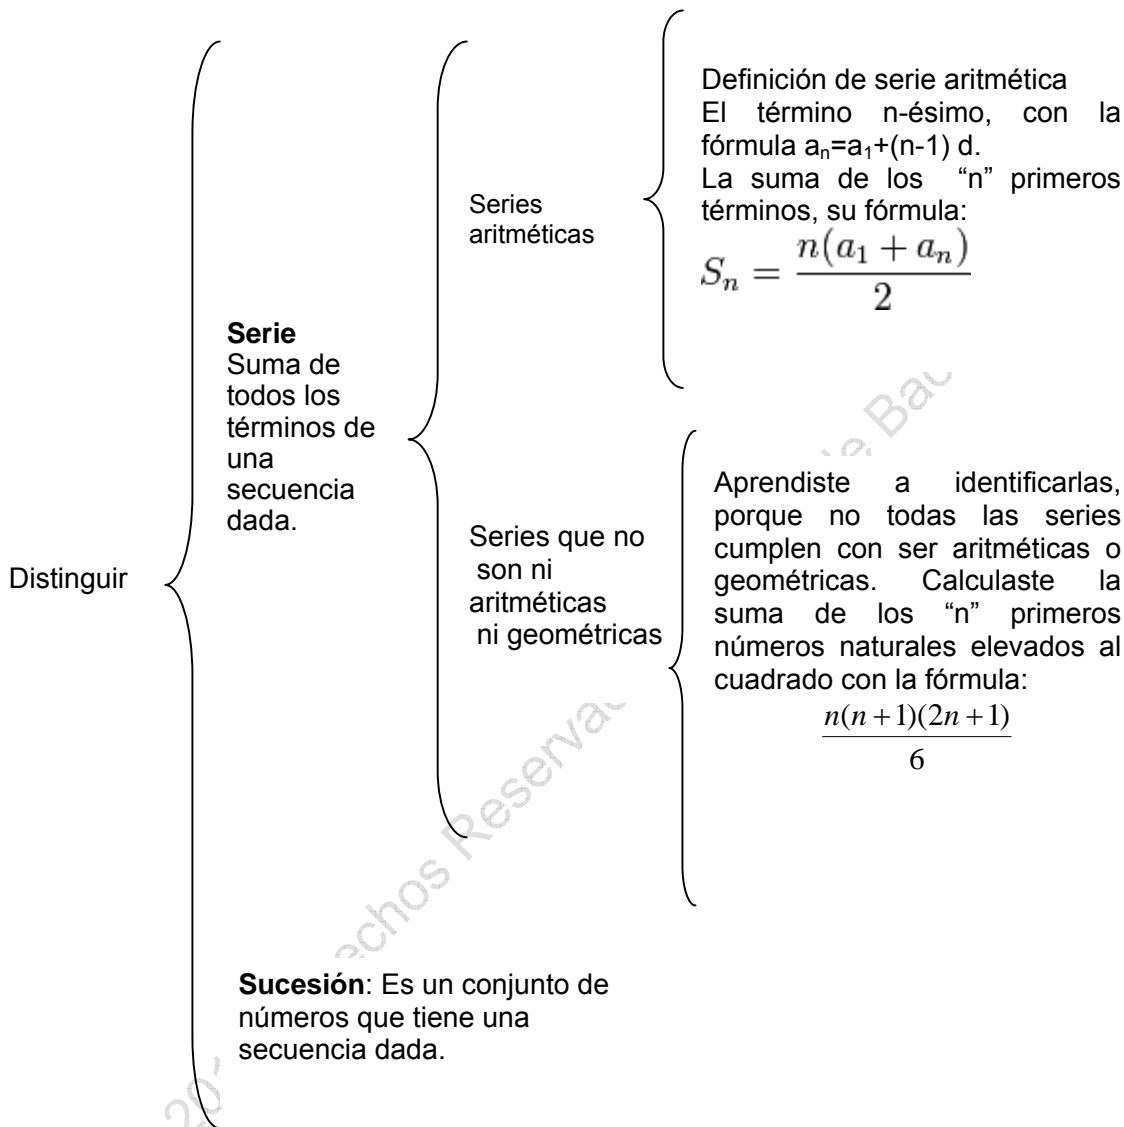 Distinguir
Serie
Suma de
todos los
términos de
una
secuencia
dada.
Series
aritméticas
Definición de serie aritmética
El término n-ésimo, con la
fórmula aₙ=a₁+(n-1) d.
La suma de los “n” primeros
términos, su fórmula:
Sₙ = n(a₁ + aₙ) / 2
Series que no
son ni
aritméticas
ni geométricas
Aprendiste a identificarlas,
porque no todas las series
cumplen con ser aritméticas o
geométricas. Calculaste la
suma de los “n” primeros
números naturales elevados al
cuadrado con la fórmula:
n(n+1)(2n+1) / 6
Sucesión: Es un conjunto de
números que tiene una
secuencia dada.